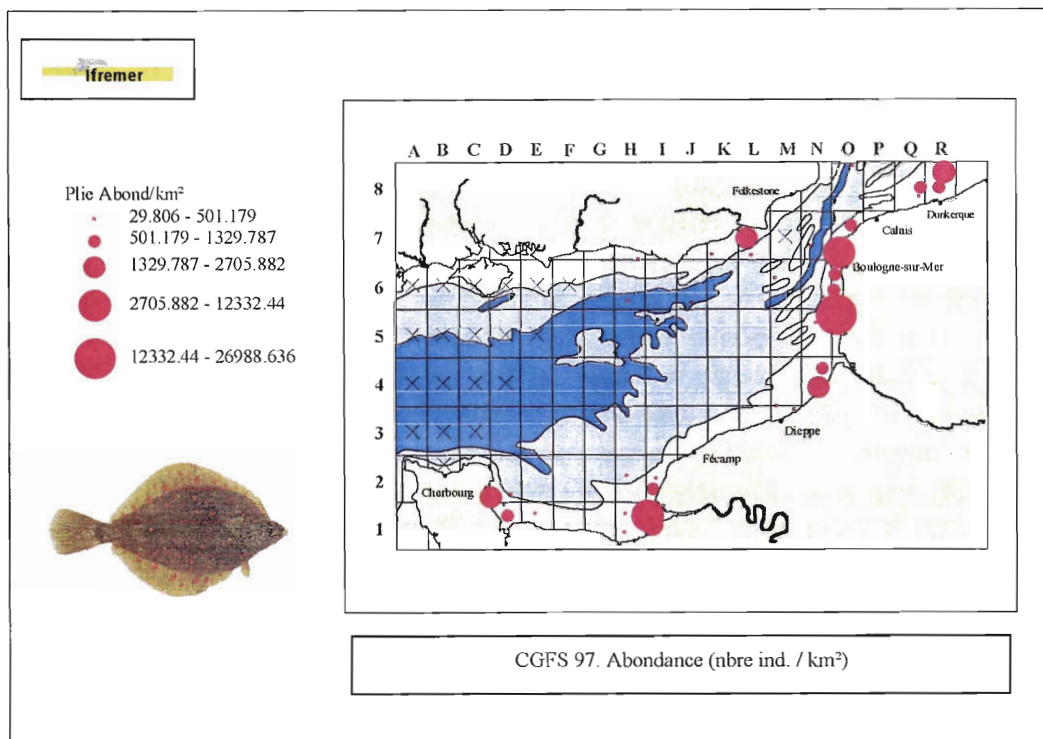 Ifremer
Plie Abond/km²
29.806 - 501.179
501.179 - 1329.787
1329.787 - 2705.882
2705.882 - 12332.44
12332.44 - 26988.636
A B C D E F G H I J K L M N O P Q R
8
7
6
5
4
3
2
1
Folkestone
Dunkerque
Calais
Boulogne-sur-Mer
Dieppe
Fécamp
Cherbourg
CGFS 97. Abondance (nbre ind. / km²)